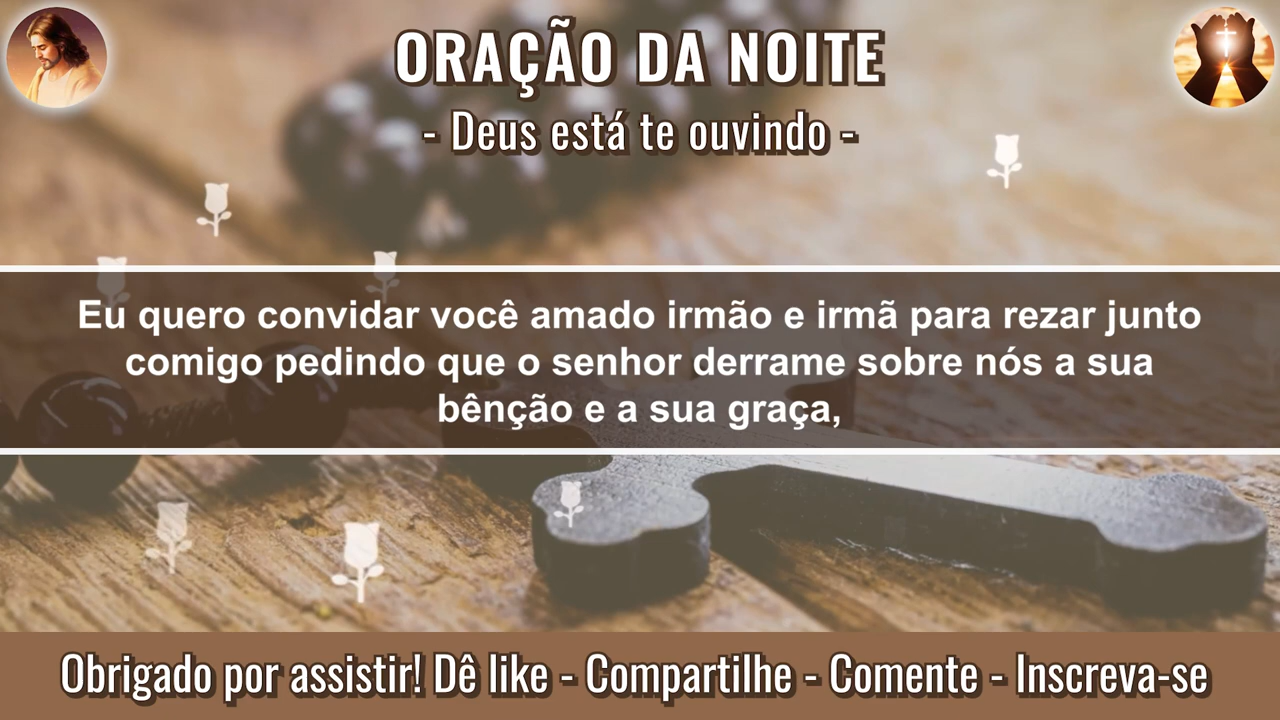 ORAÇÃO DA NOITE
- Deus está te ouvindo -
Eu quero convidar você amado irmão e irmã para rezar junto
comigo pedindo que o senhor derrame sobre nós a sua
bênção e a sua graça,
Obrigado por assistir! Dê like - Compartilhe - Comente - Inscreva-se